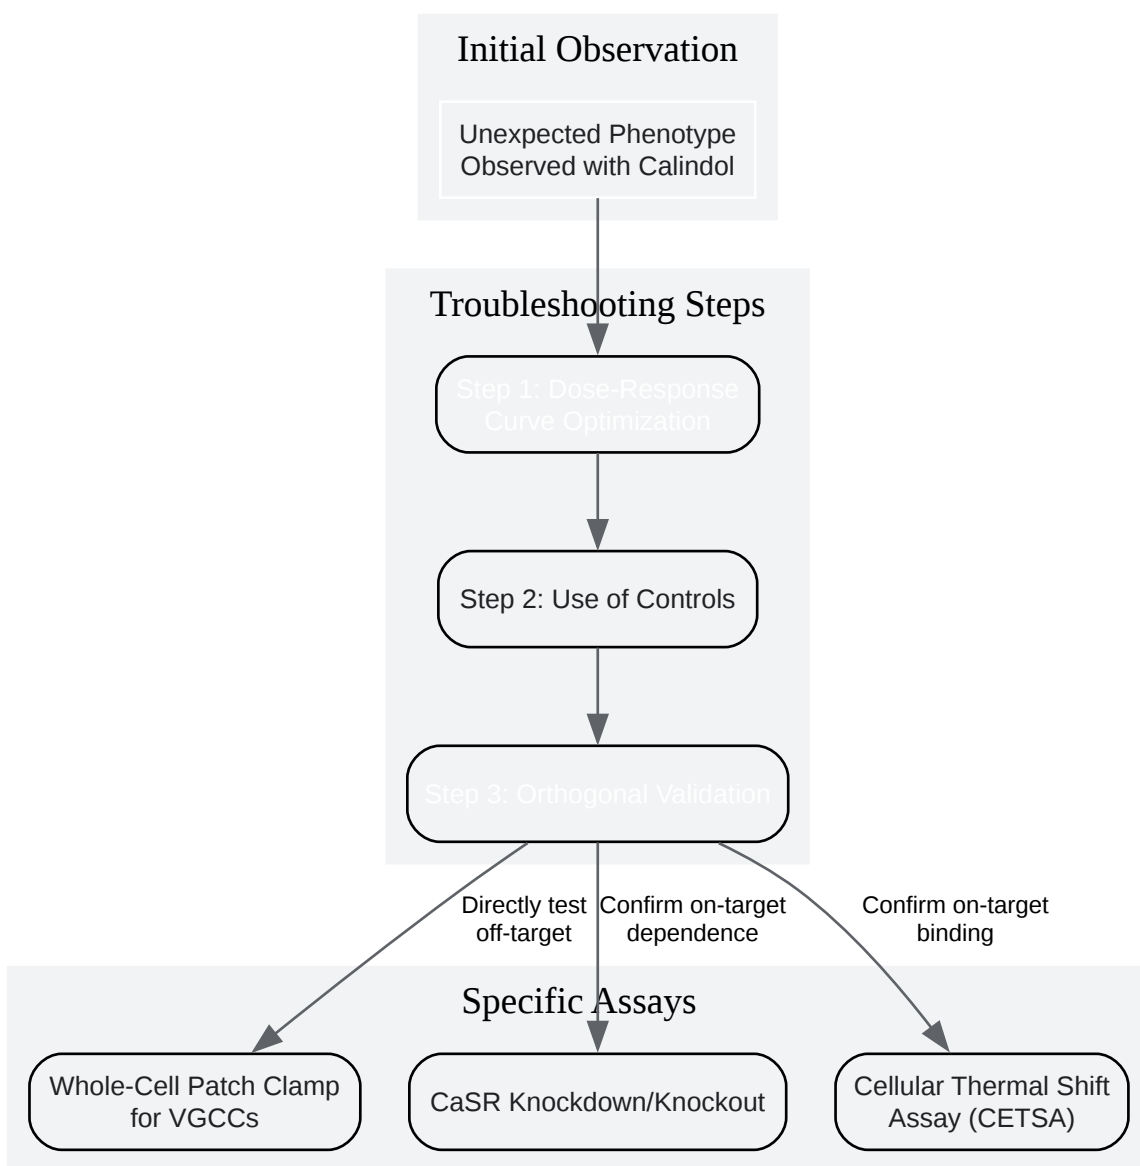 Initial Observation
Unexpected Phenotype
Observed with Calindol
Troubleshooting Steps
Step 1: Dose-Response
Curve Optimization
Step 2: Use of Controls
Step 3: Orthogonal Validation
Directly test
off-target
Confirm on-target
dependence
Confirm on-target
binding
Specific Assays
Whole-Cell Patch Clamp
for VGCCs
CaSR Knockdown/Knockout
Cellular Thermal Shift
Assay (CETSA)